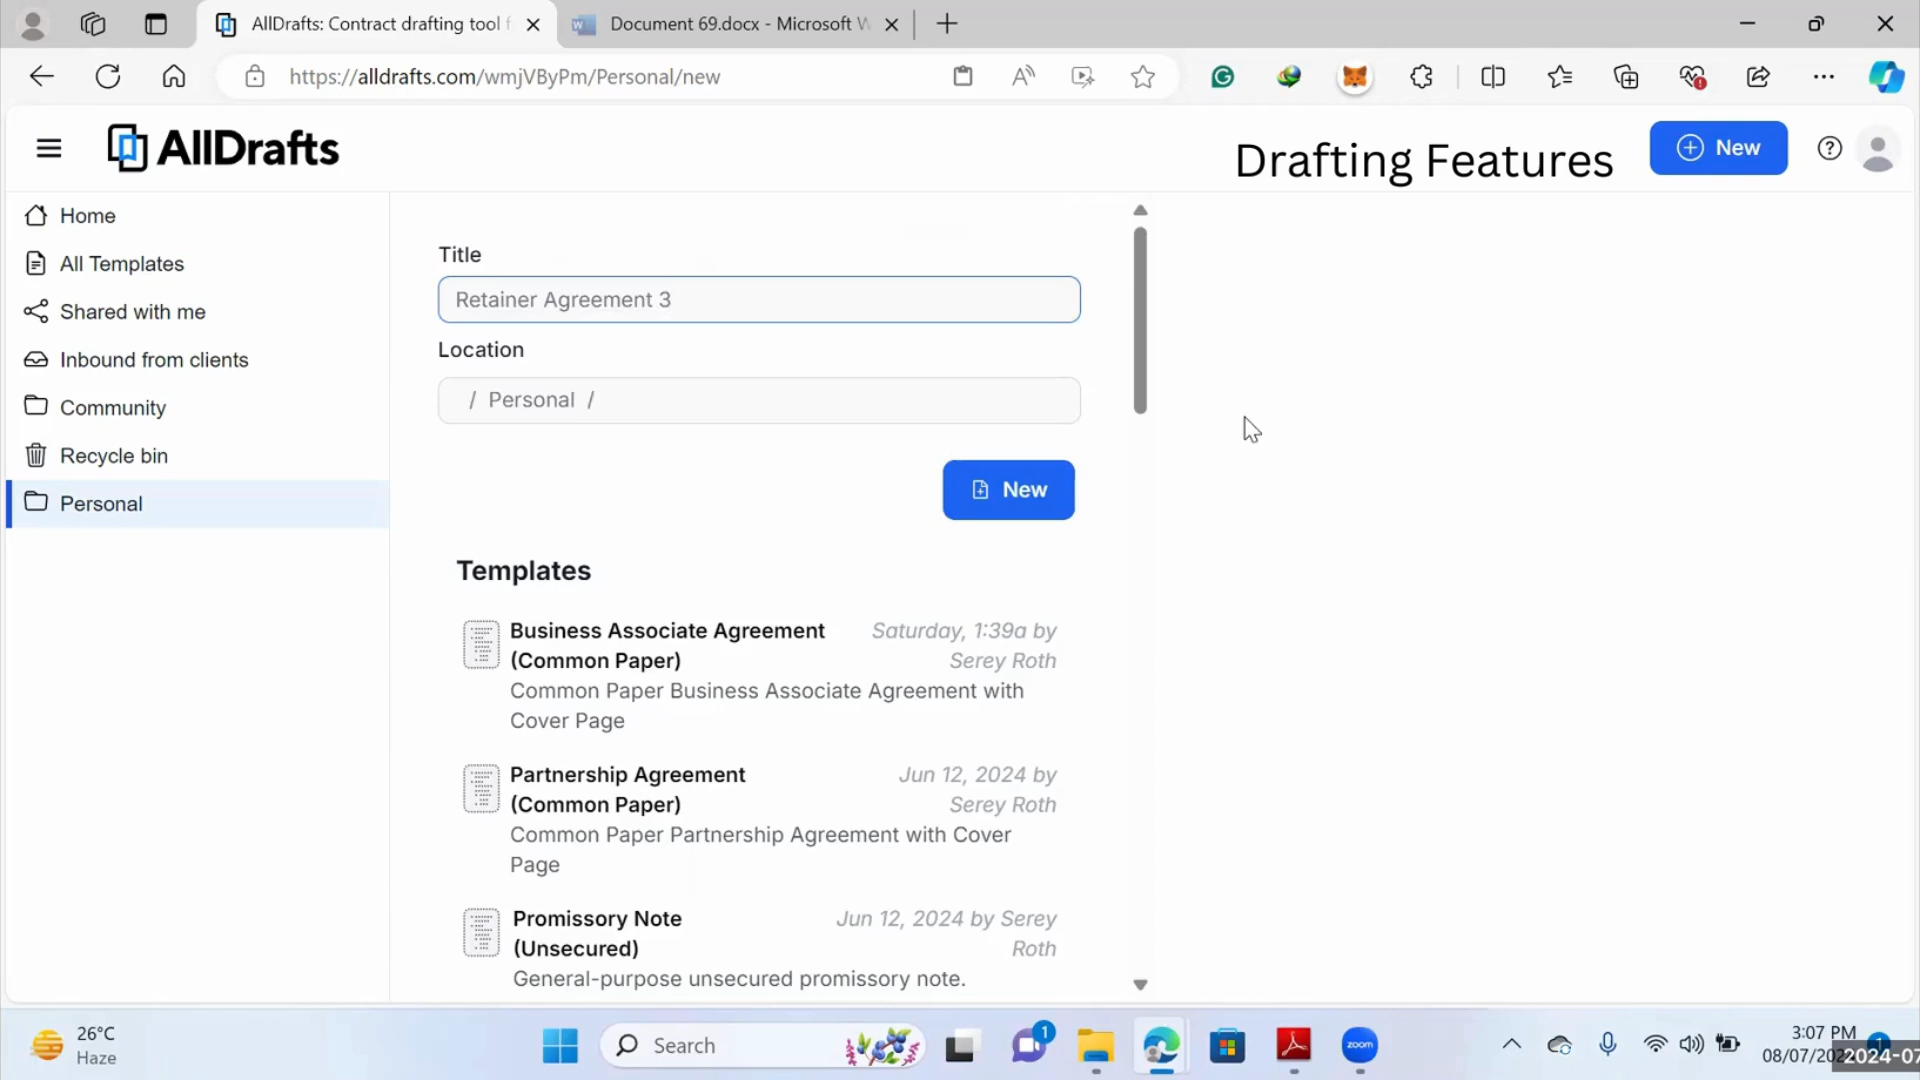 AllDrafts: Contract drafting tool f
Document 69.docx - Microsoft W
https://alldrafts.com/wmjVByPm/Personal/new
AllDrafts
Drafting Features
New
Home
All Templates
Shared with me
Inbound from clients
Community
Recycle bin
Personal
Title
Retainer Agreement 3
Location
/ Personal /
New
Templates
Business Associate Agreement
(Common Paper)
Saturday, 1:39a by
Serey Roth
Common Paper Business Associate Agreement with
Cover Page
Partnership Agreement
(Common Paper)
Jun 12, 2024 by
Serey Roth
Common Paper Partnership Agreement with Cover
Page
Promissory Note
(Unsecured)
Jun 12, 2024 by Serey
Roth
General-purpose unsecured promissory note.
26°C
Haze
Search
1
zoom
3:07 PM
08/07/202
2024-07